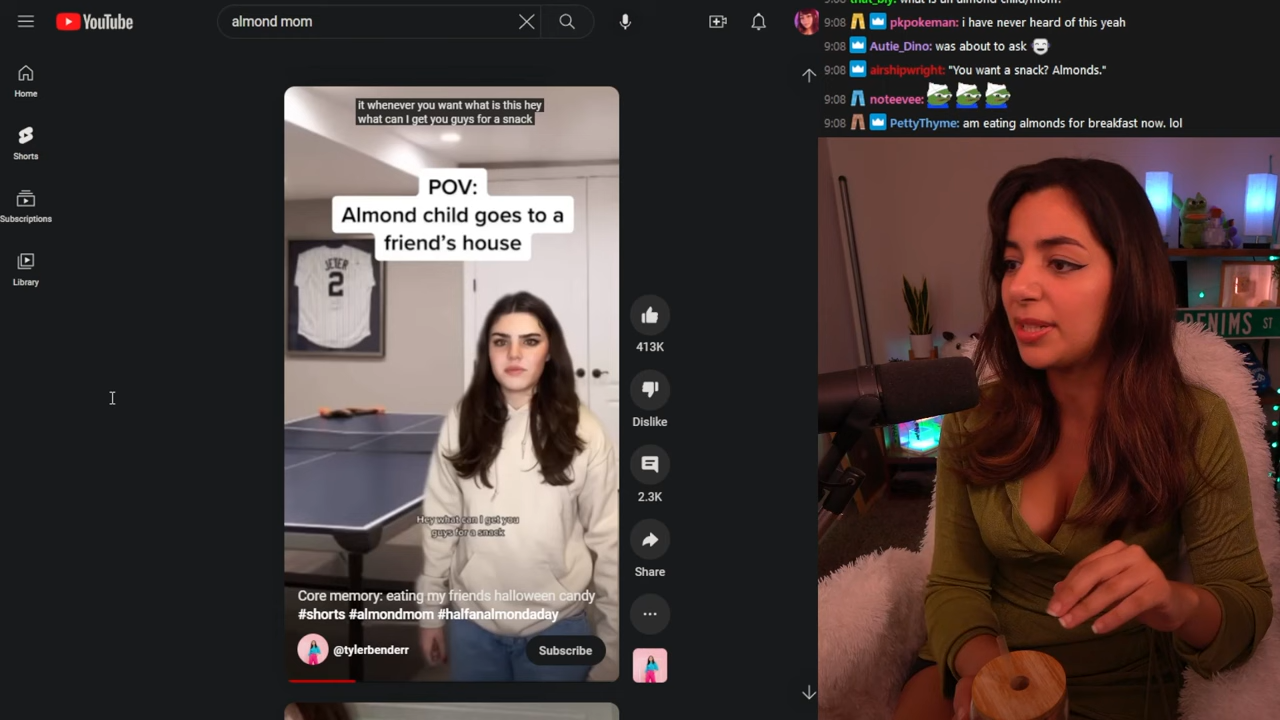 YouTube
almond mom
Home
Shorts
Subscriptions
Library
it whenever you want what is this hey
what can I get you guys for a snack
POV:
Almond child goes to a
friend's house
JETER
2
Hey what can I get you
guys for a snack
Core memory: eating my friends halloween candy
#shorts #almondmom #halfanalmondaday
@tylerbenderr
Subscribe
413K
Dislike
2.3K
Share
9:08 pkpokeman: i have never heard of this yeah
9:08 Autie_Dino: was about to ask
9:08 airshipwright: "You want a snack? Almonds."
9:08 noteevee:
9:08 PettyThyme: am eating almonds for breakfast now. lol
DENIMS ST